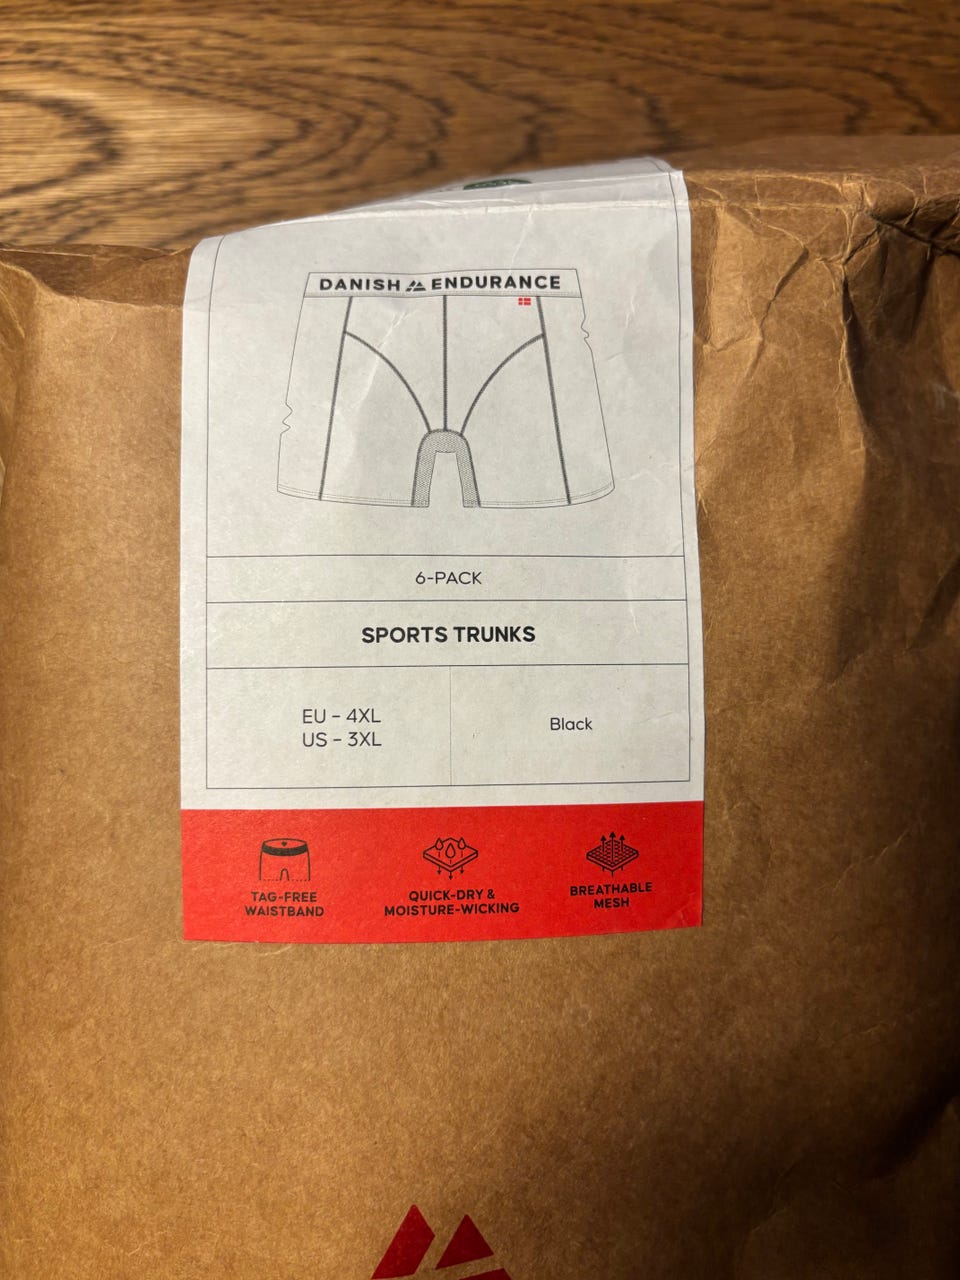 DANISH ENDURANCE
6-PACK
SPORTS TRUNKS
EU - 4XL
US - 3XL
Black
TAG-FREE
WAISTBAND
QUICK-DRY &
MOISTURE-WICKING
BREATHABLE
MESH